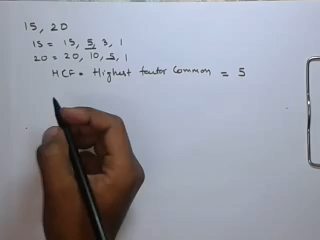 15, 20
15 = 15, 5, 3, 1
20 = 20, 10, 5, 1
HCF = Highest factor Common = 5